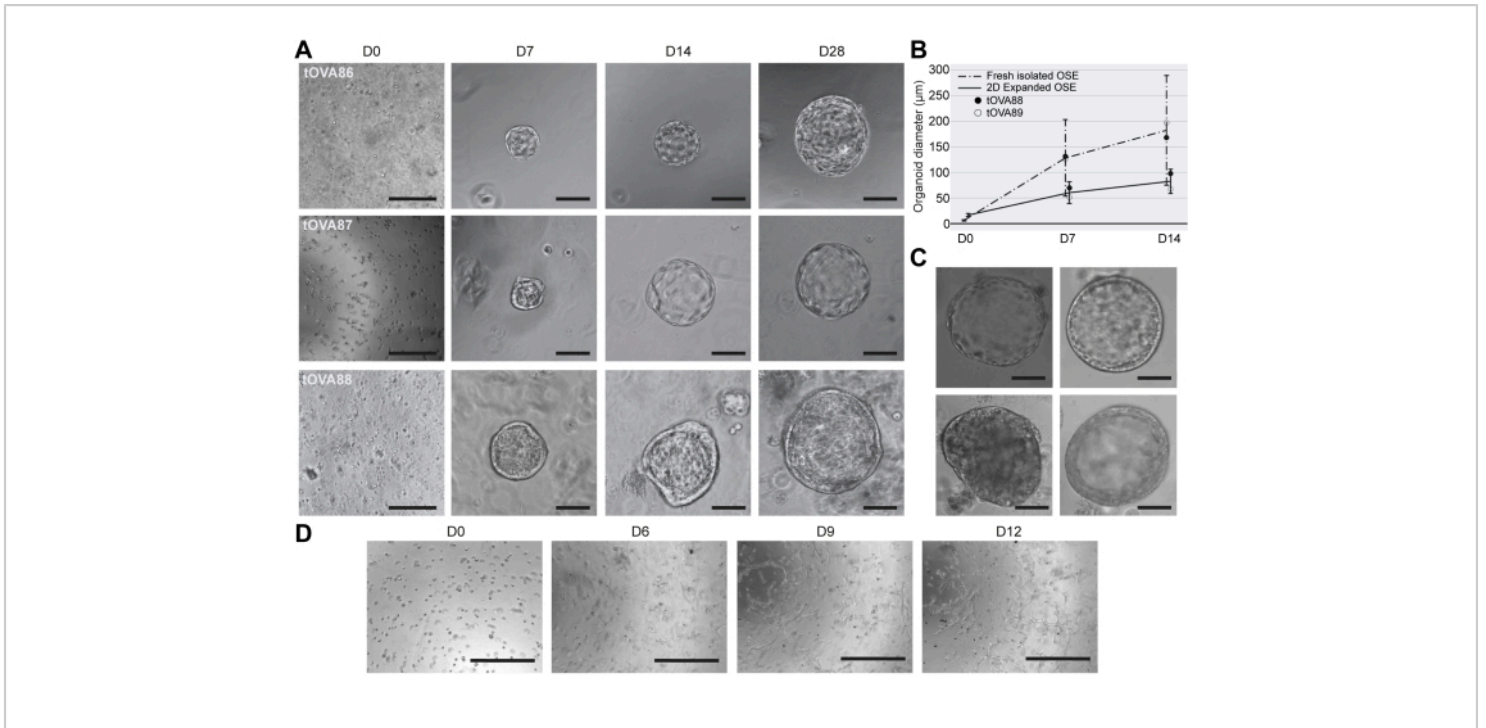 A
D0 D7 D14 D28
tOVA86
tOVA87
tOVA88
B
Organoid diameter (µm)
300
250
200
150
100
50
0
Fresh isolated OSE
2D Expanded OSE
tOVA88
tOVA89
D0 D7 D14
C
D
D0 D6 D9 D12